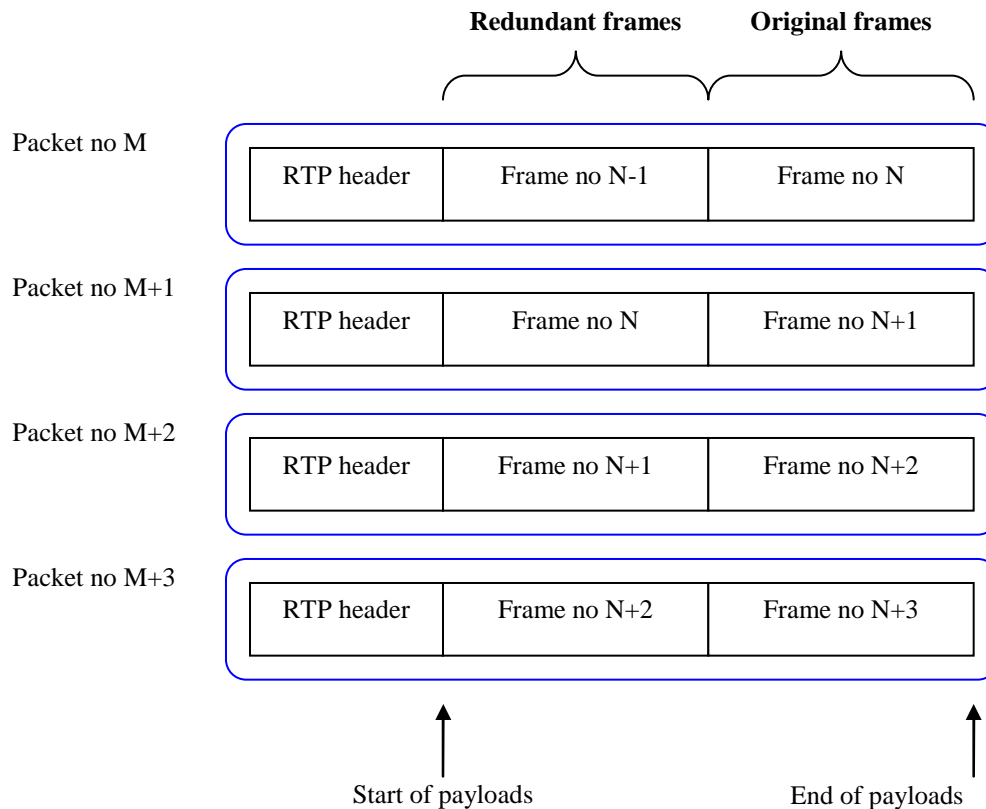 Redundant frames Original frames
Packet no M
RTP header Frame no N-1 Frame no N
Packet no M+1
RTP header Frame no N Frame no N+1
Packet no M+2
RTP header Frame no N+1 Frame no N+2
Packet no M+3
RTP header Frame no N+2 Frame no N+3
Start of payloads End of payloads